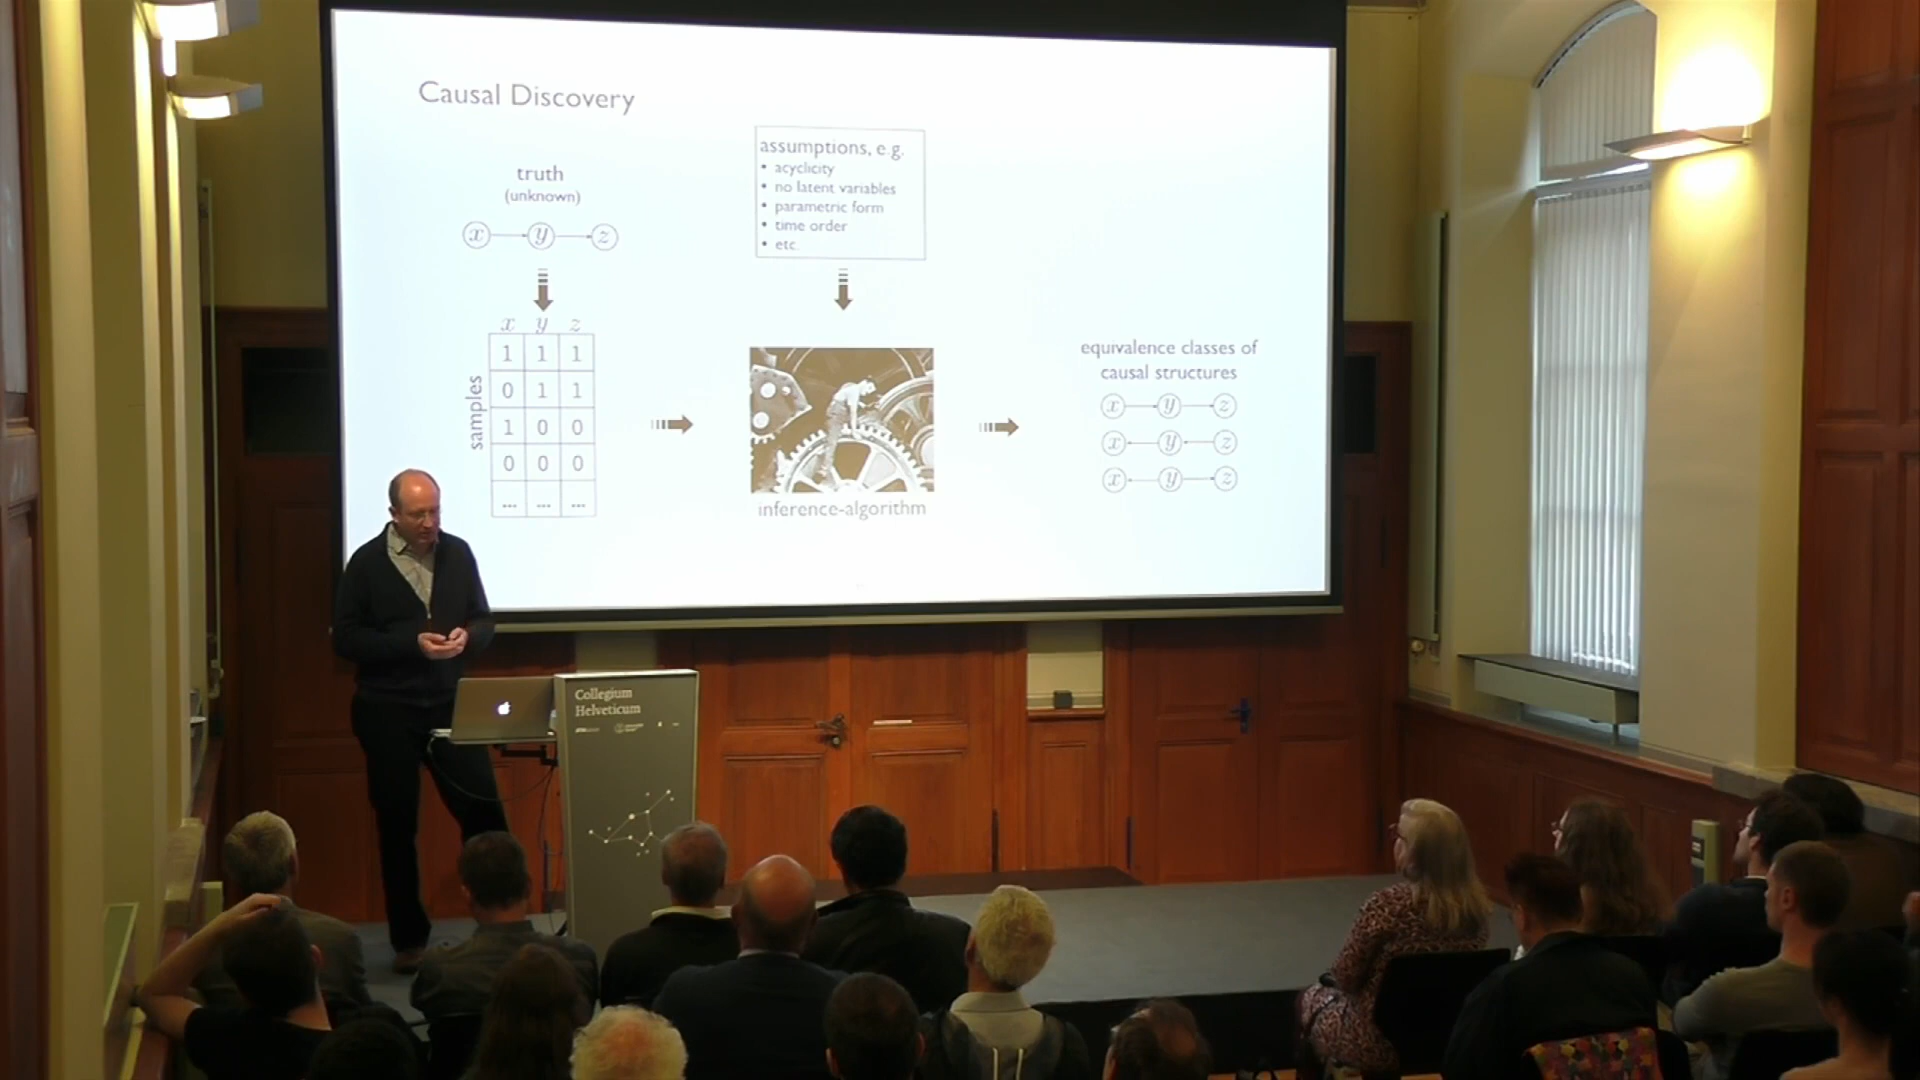 Causal Discovery
truth
(unknown)
x y z
x y z
1 1 1
0 1 1
1 0 0
0 0 0
... ... ...
samples
assumptions, e.g.
• acyclicity
• no latent variables
• parametric form
• time order
• etc.
inference-algorithm
equivalence classes of
causal structures
x y z
x y z
x y z
Collegium
Helveticum